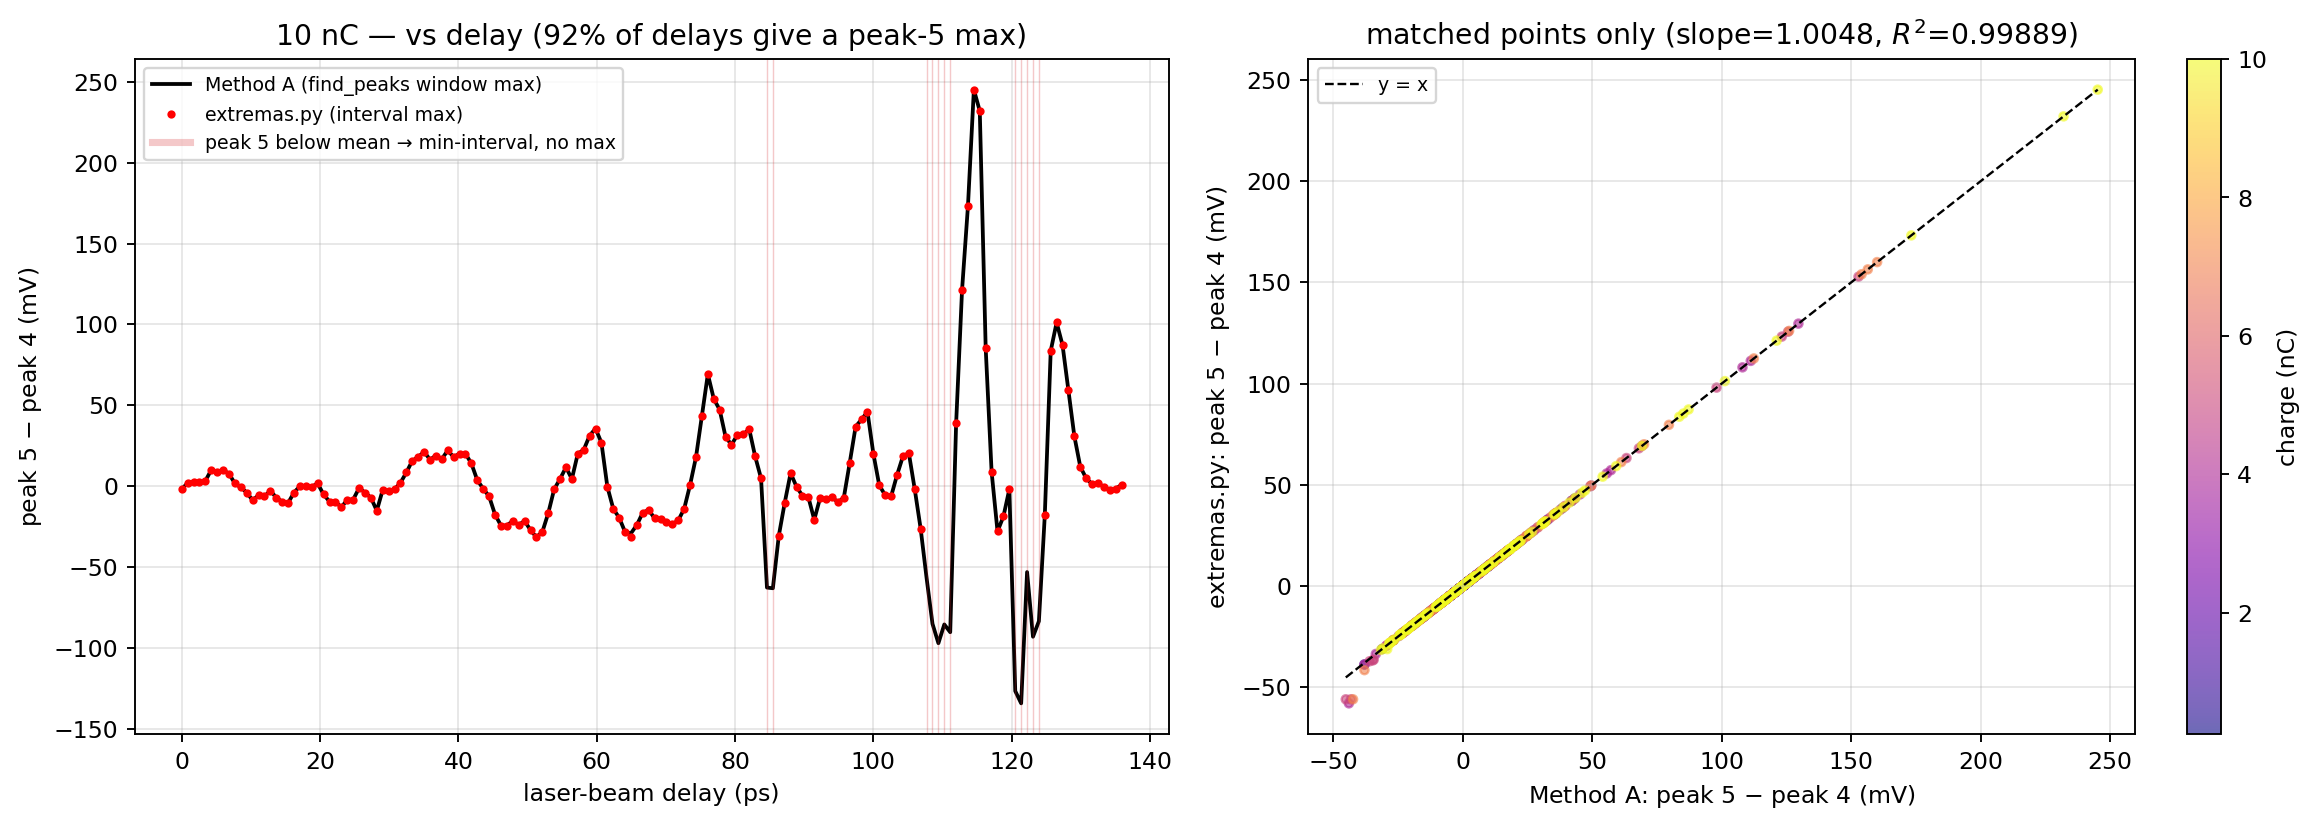 10 nC — vs delay (92% of delays give a peak-5 max)
Method A (find_peaks window max)
extremas.py (interval max)
peak 5 below mean → min-interval, no max
peak 5 − peak 4 (mV)
250
200
150
100
50
0
−50
−100
−150
0 20 40 60 80 100 120 140
laser-beam delay (ps)
matched points only (slope=1.0048, R²=0.99889)
y = x
extremas.py: peak 5 − peak 4 (mV)
250
200
150
100
50
0
−50
−50 0 50 100 150 200 250
Method A: peak 5 − peak 4 (mV)
10
8
6
4
2
charge (nC)